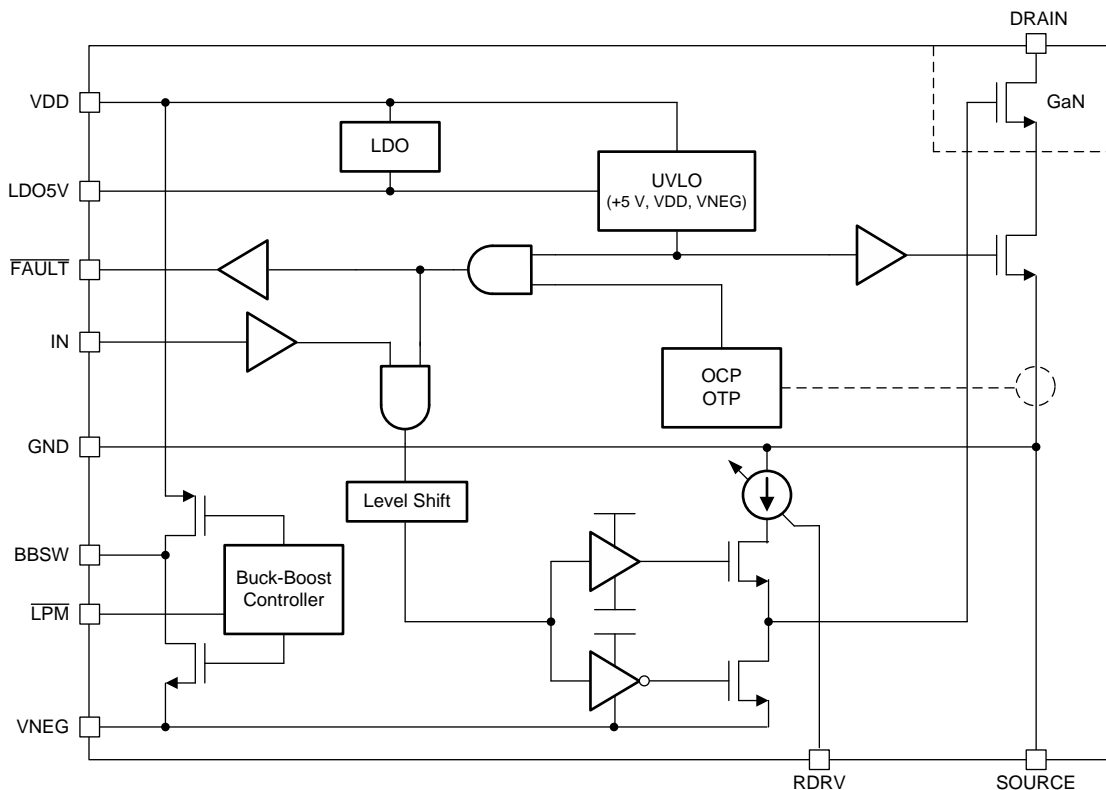 DRAIN
VDD
GaN
LDO
LDO5V
UVLO
(+5 V, VDD, VNEG)
FAULT
IN
OCP
OTP
GND
Level Shift
BBSW
Buck-Boost
Controller
LPM
VNEG
RDRV
SOURCE